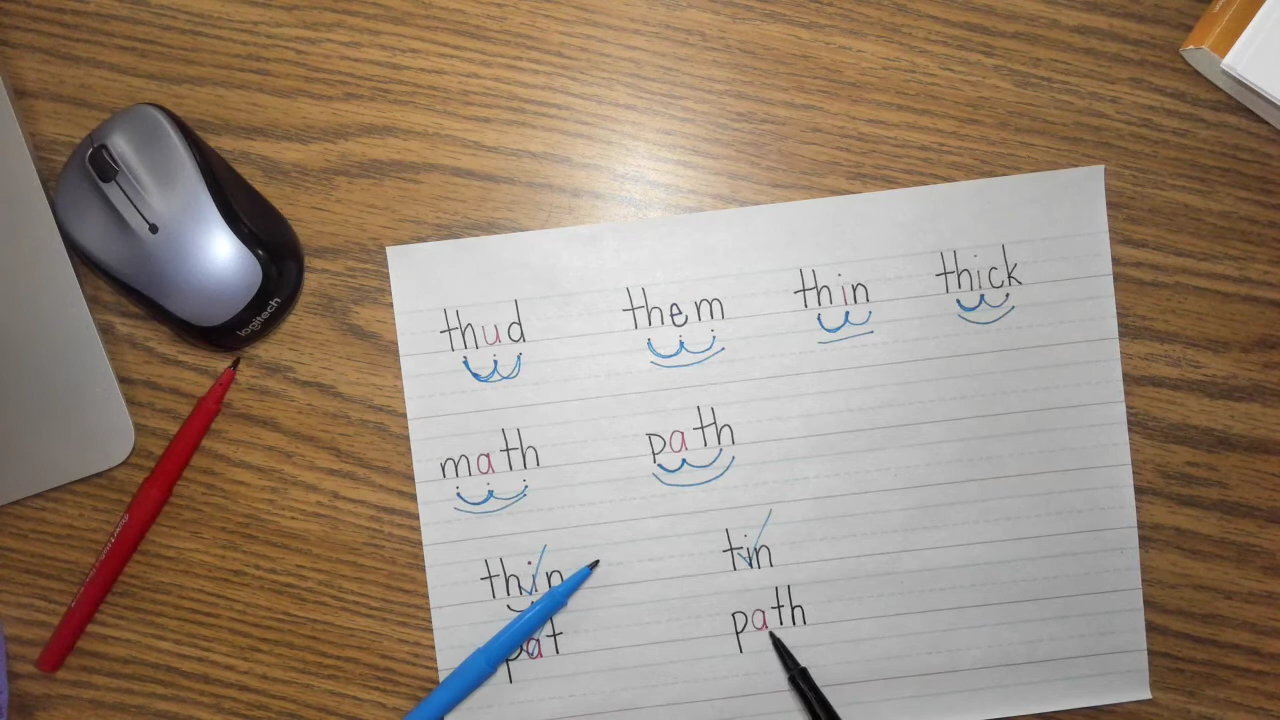 logitech
thud them thin thick
math path
thin tin
pat path